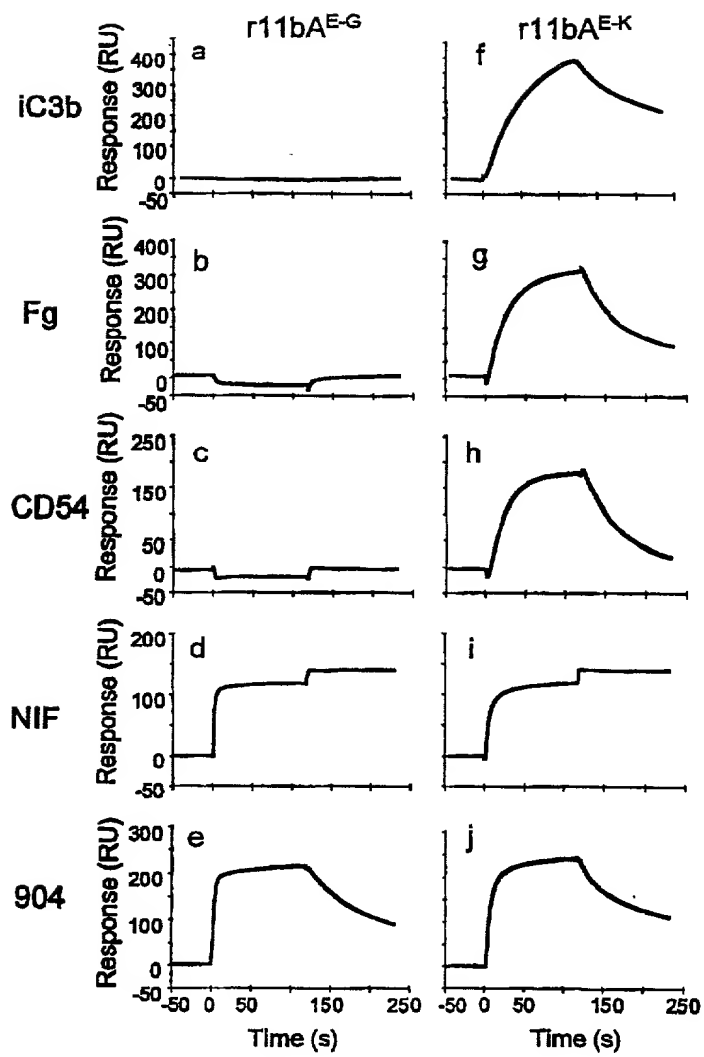 r11bA^E-G r11bA^E-K
iC3b
Response (RU)
400
300
200
100
0
-50
a
f
Fg
Response (RU)
400
300
200
100
0
-50
b
g
CD54
Response (RU)
250
150
50
0
-50
c
h
NIF
Response (RU)
200
100
0
-50
d
i
904
Response (RU)
300
200
100
0
-50
e
j
-50 0 50 100 150 200 250 -50 0 50 100 150 200 250
Time (s) Time (s)